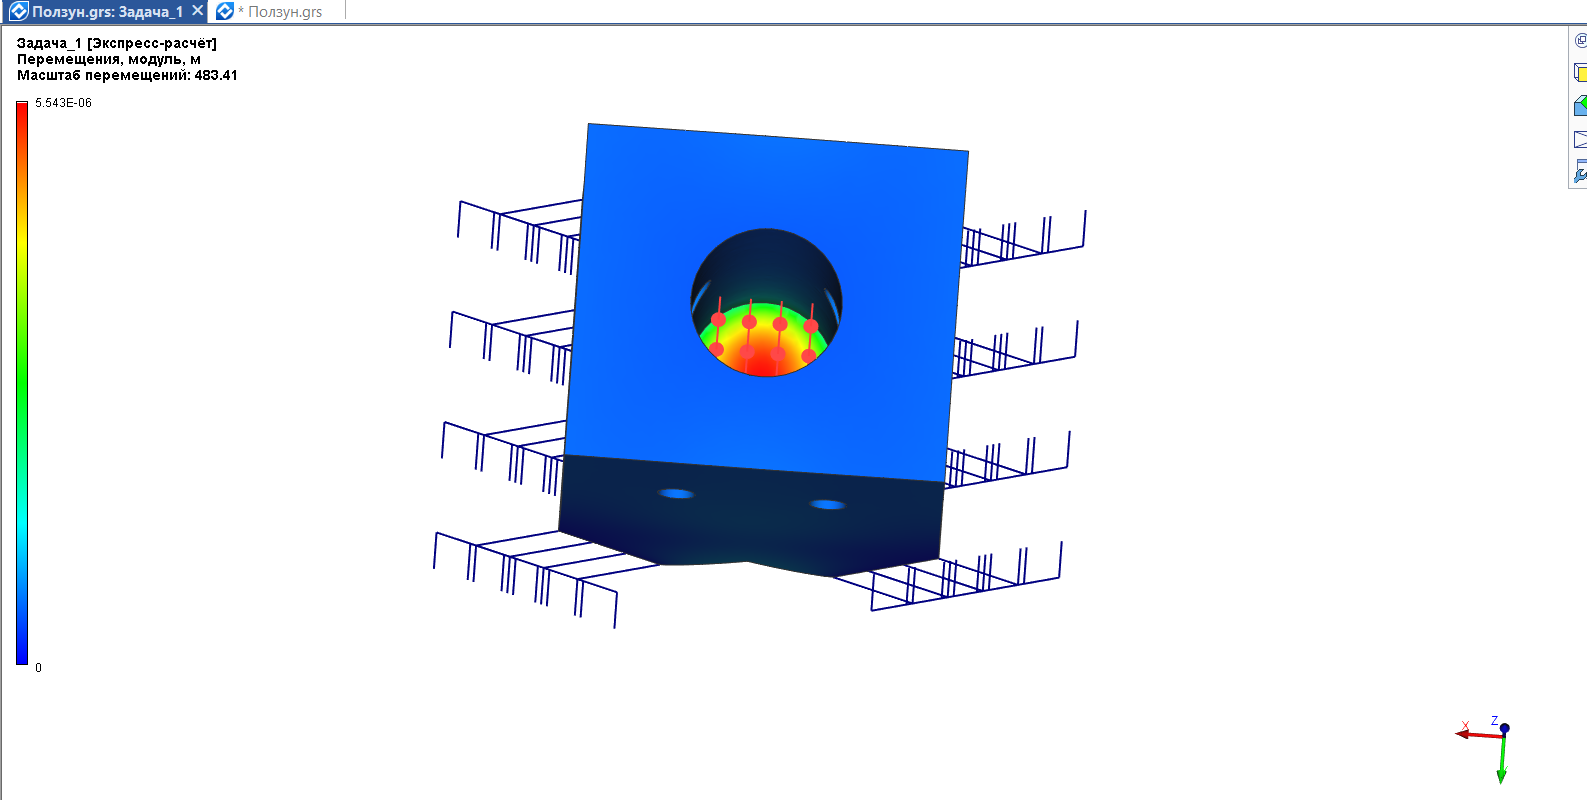 Ползун.grs: Задача_1
* Ползун.grs
Задача_1 [Экспресс-расчёт]
Перемещения, модуль, м
Масштаб перемещений: 483.41
5.543E-06
0
X
Z